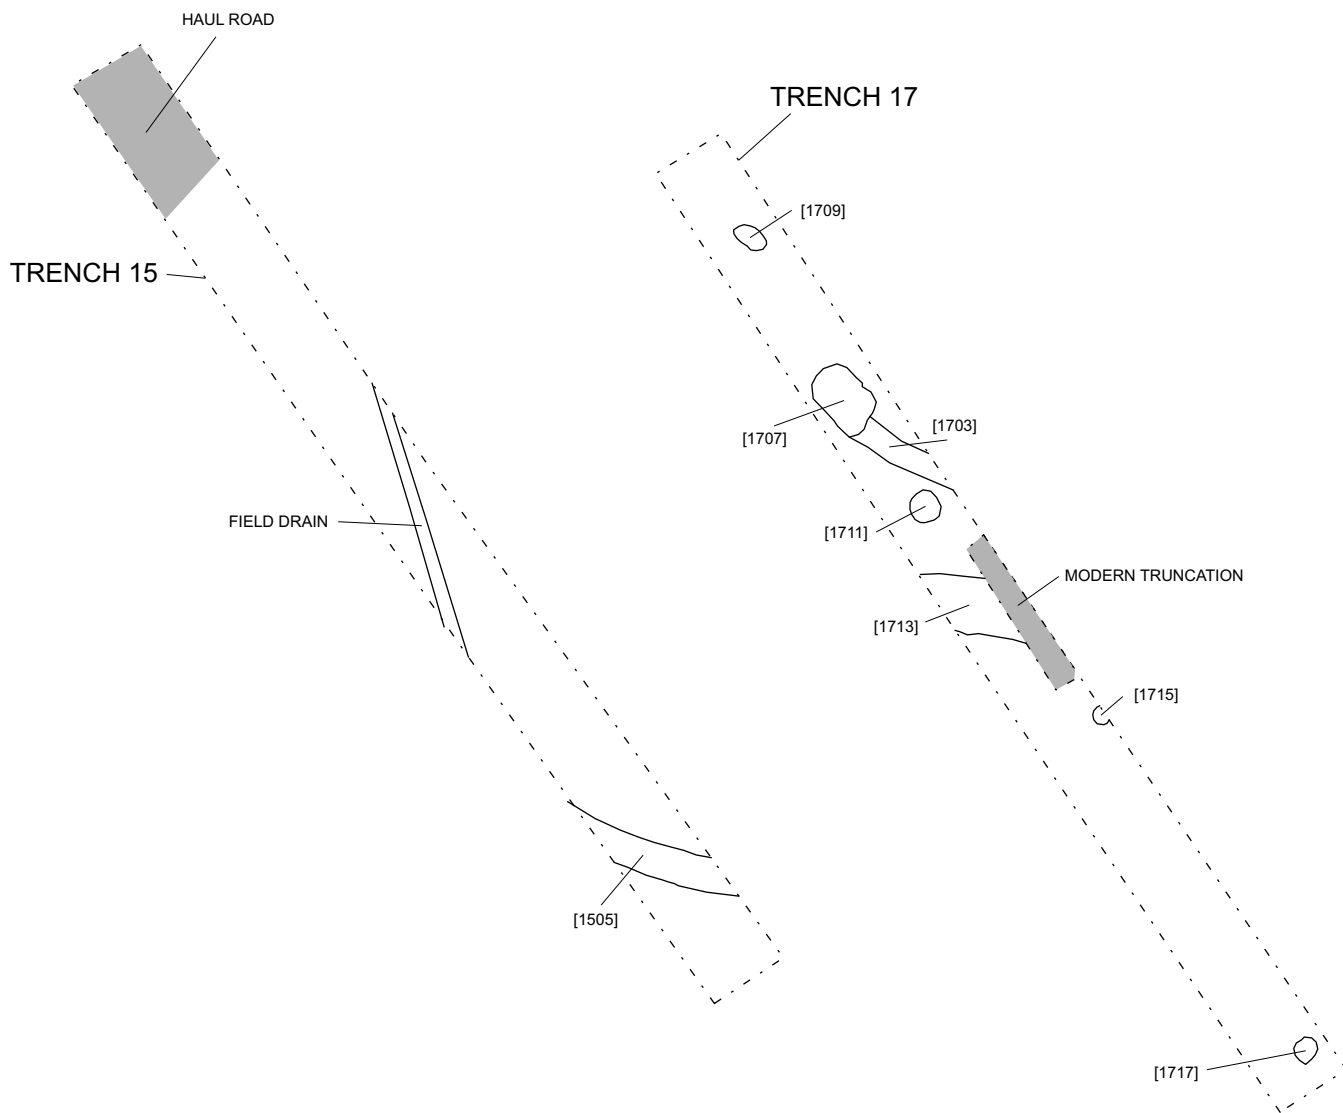 HAUL ROAD
TRENCH 17
[1709]
TRENCH 15
[1703]
[1707]
FIELD DRAIN
[1711]
MODERN TRUNCATION
[1713]
[1715]
[1505]
[1717]